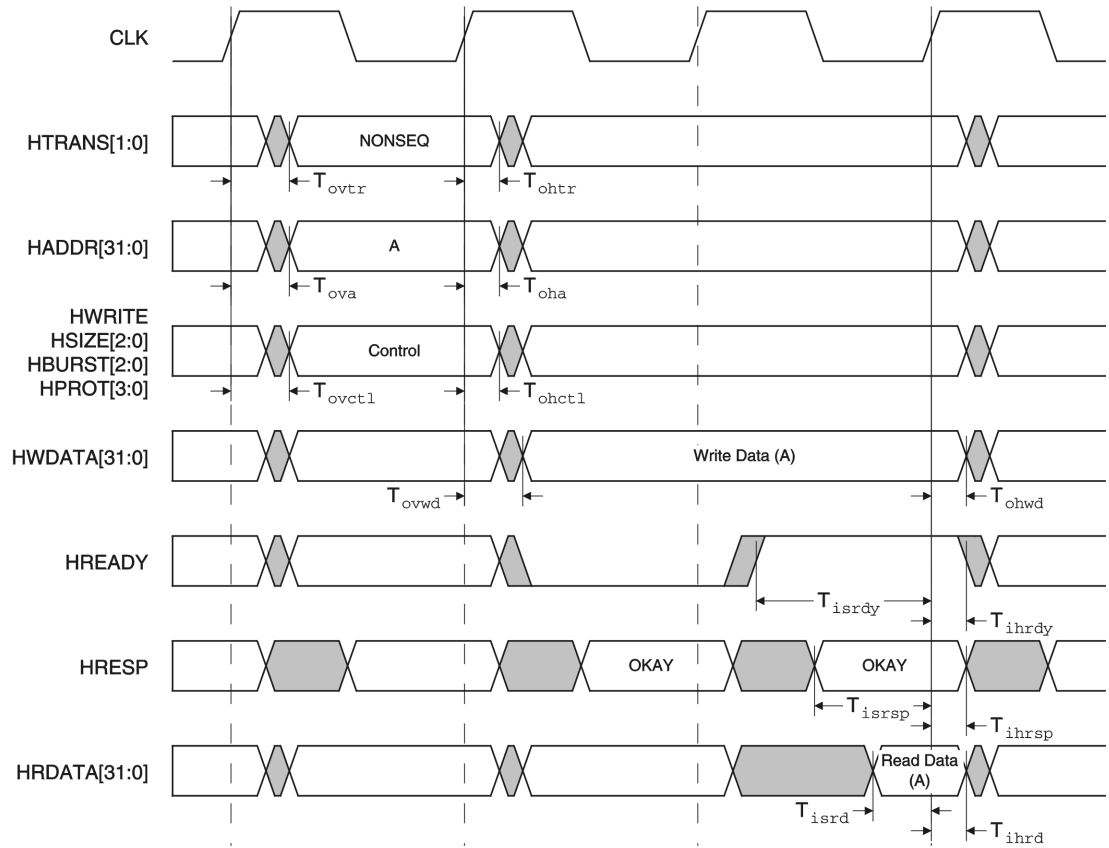 CLK
HTRANS[1:0]
NONSEQ
Tovtr
Tohtr
HADDR[31:0]
A
Tova
Toha
HWRITE
HSIZE[2:0]
HBURST[2:0]
HPROT[3:0]
Control
Tovctl
Tohctl
HWDATA[31:0]
Write Data (A)
Tovwd
Tohwd
HREADY
Tisrdy
Tihrdy
HRESP
OKAY
OKAY
Tisrsp
Tihrsp
HRDATA[31:0]
Read Data
(A)
Tisrd
Tihrd